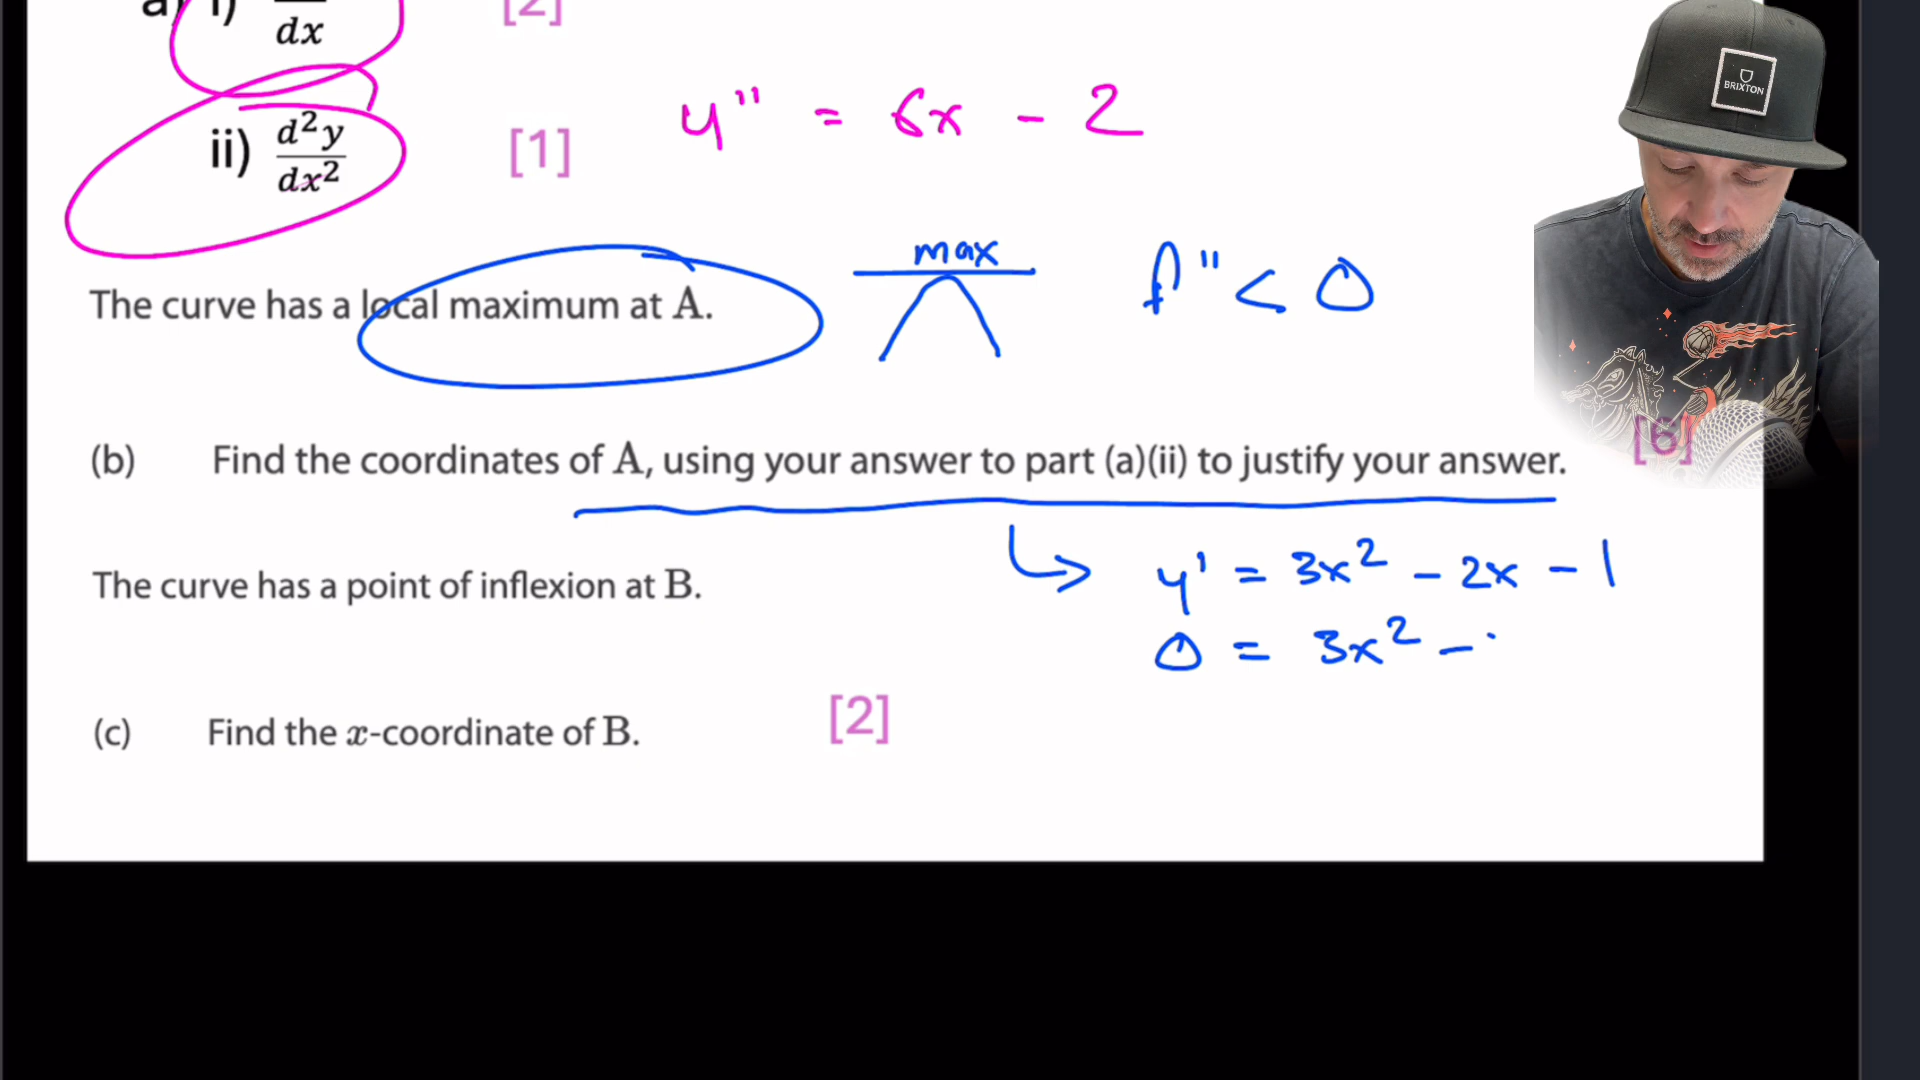 a) i) dx [2]
ii) d²y/dx² [1] y'' = 6x - 2
BRIXTON
max
The curve has a local maximum at A. f'' < 0
(b) Find the coordinates of A, using your answer to part (a)(ii) to justify your answer. [6]
y' = 3x² - 2x - 1
The curve has a point of inflexion at B.
0 = 3x² -
(c) Find the x-coordinate of B. [2]